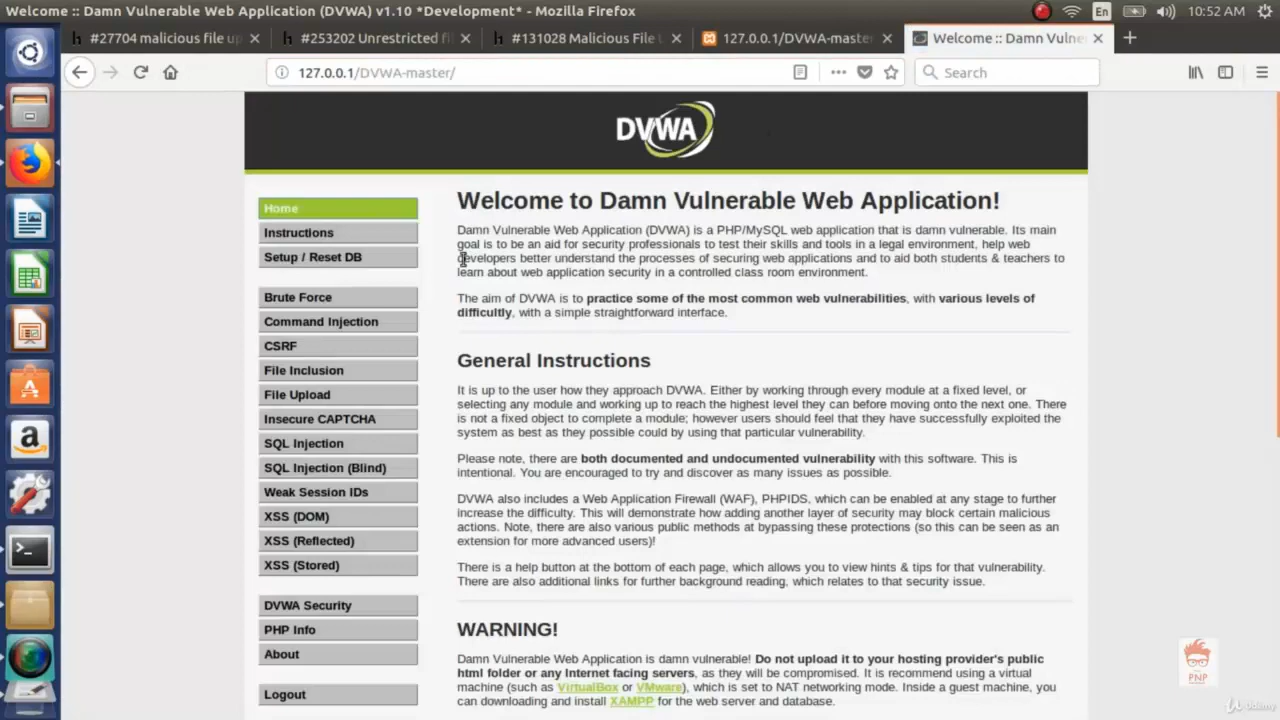 Welcome :: Damn Vulnerable Web Application (DVWA) v1.10 *Development* - Mozilla Firefox
En
10:52 AM
#27704 malicious file up
#253202 Unrestricted fi
#131028 Malicious File U
127.0.0.1/DVWA-master
Welcome :: Damn Vulne
127.0.0.1/DVWA-master/
Search
DVWA
Home
Instructions
Setup / Reset DB
Brute Force
Command Injection
CSRF
File Inclusion
File Upload
Insecure CAPTCHA
SQL Injection
SQL Injection (Blind)
Weak Session IDs
XSS (DOM)
XSS (Reflected)
XSS (Stored)
DVWA Security
PHP Info
About
Logout
Welcome to Damn Vulnerable Web Application!
Damn Vulnerable Web Application (DVWA) is a PHP/MySQL web application that is damn vulnerable. Its main
goal is to be an aid for security professionals to test their skills and tools in a legal environment, help web
developers better understand the processes of securing web applications and to aid both students & teachers to
learn about web application security in a controlled class room environment.
The aim of DVWA is to practice some of the most common web vulnerabilities, with various levels of
difficultly, with a simple straightforward interface.
General Instructions
It is up to the user how they approach DVWA. Either by working through every module at a fixed level, or
selecting any module and working up to reach the highest level they can before moving onto the next one. There
is not a fixed object to complete a module; however users should feel that they have successfully exploited the
system as best as they possible could by using that particular vulnerability.
Please note, there are both documented and undocumented vulnerability with this software. This is
intentional. You are encouraged to try and discover as many issues as possible.
DVWA also includes a Web Application Firewall (WAF), PHPIDS, which can be enabled at any stage to further
increase the difficulty. This will demonstrate how adding another layer of security may block certain malicious
actions. Note, there are also various public methods at bypassing these protections (so this can be seen as an
extension for more advanced users)!
There is a help button at the bottom of each page, which allows you to view hints & tips for that vulnerability.
There are also additional links for further background reading, which relates to that security issue.
WARNING!
Damn Vulnerable Web Application is damn vulnerable! Do not upload it to your hosting provider's public
html folder or any Internet facing servers, as they will be compromised. It is recommend using a virtual
machine (such as VirtualBox or VMware), which is set to NAT networking mode. Inside a guest machine, you
can downloading and install XAMPP for the web server and database.
PNP
Udemy